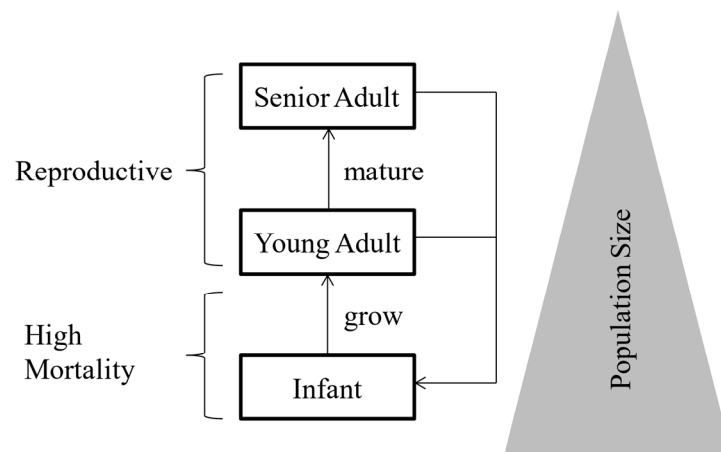 Senior Adult
Reproductive
mature
Young Adult
grow
High
Mortality
Infant
Population Size